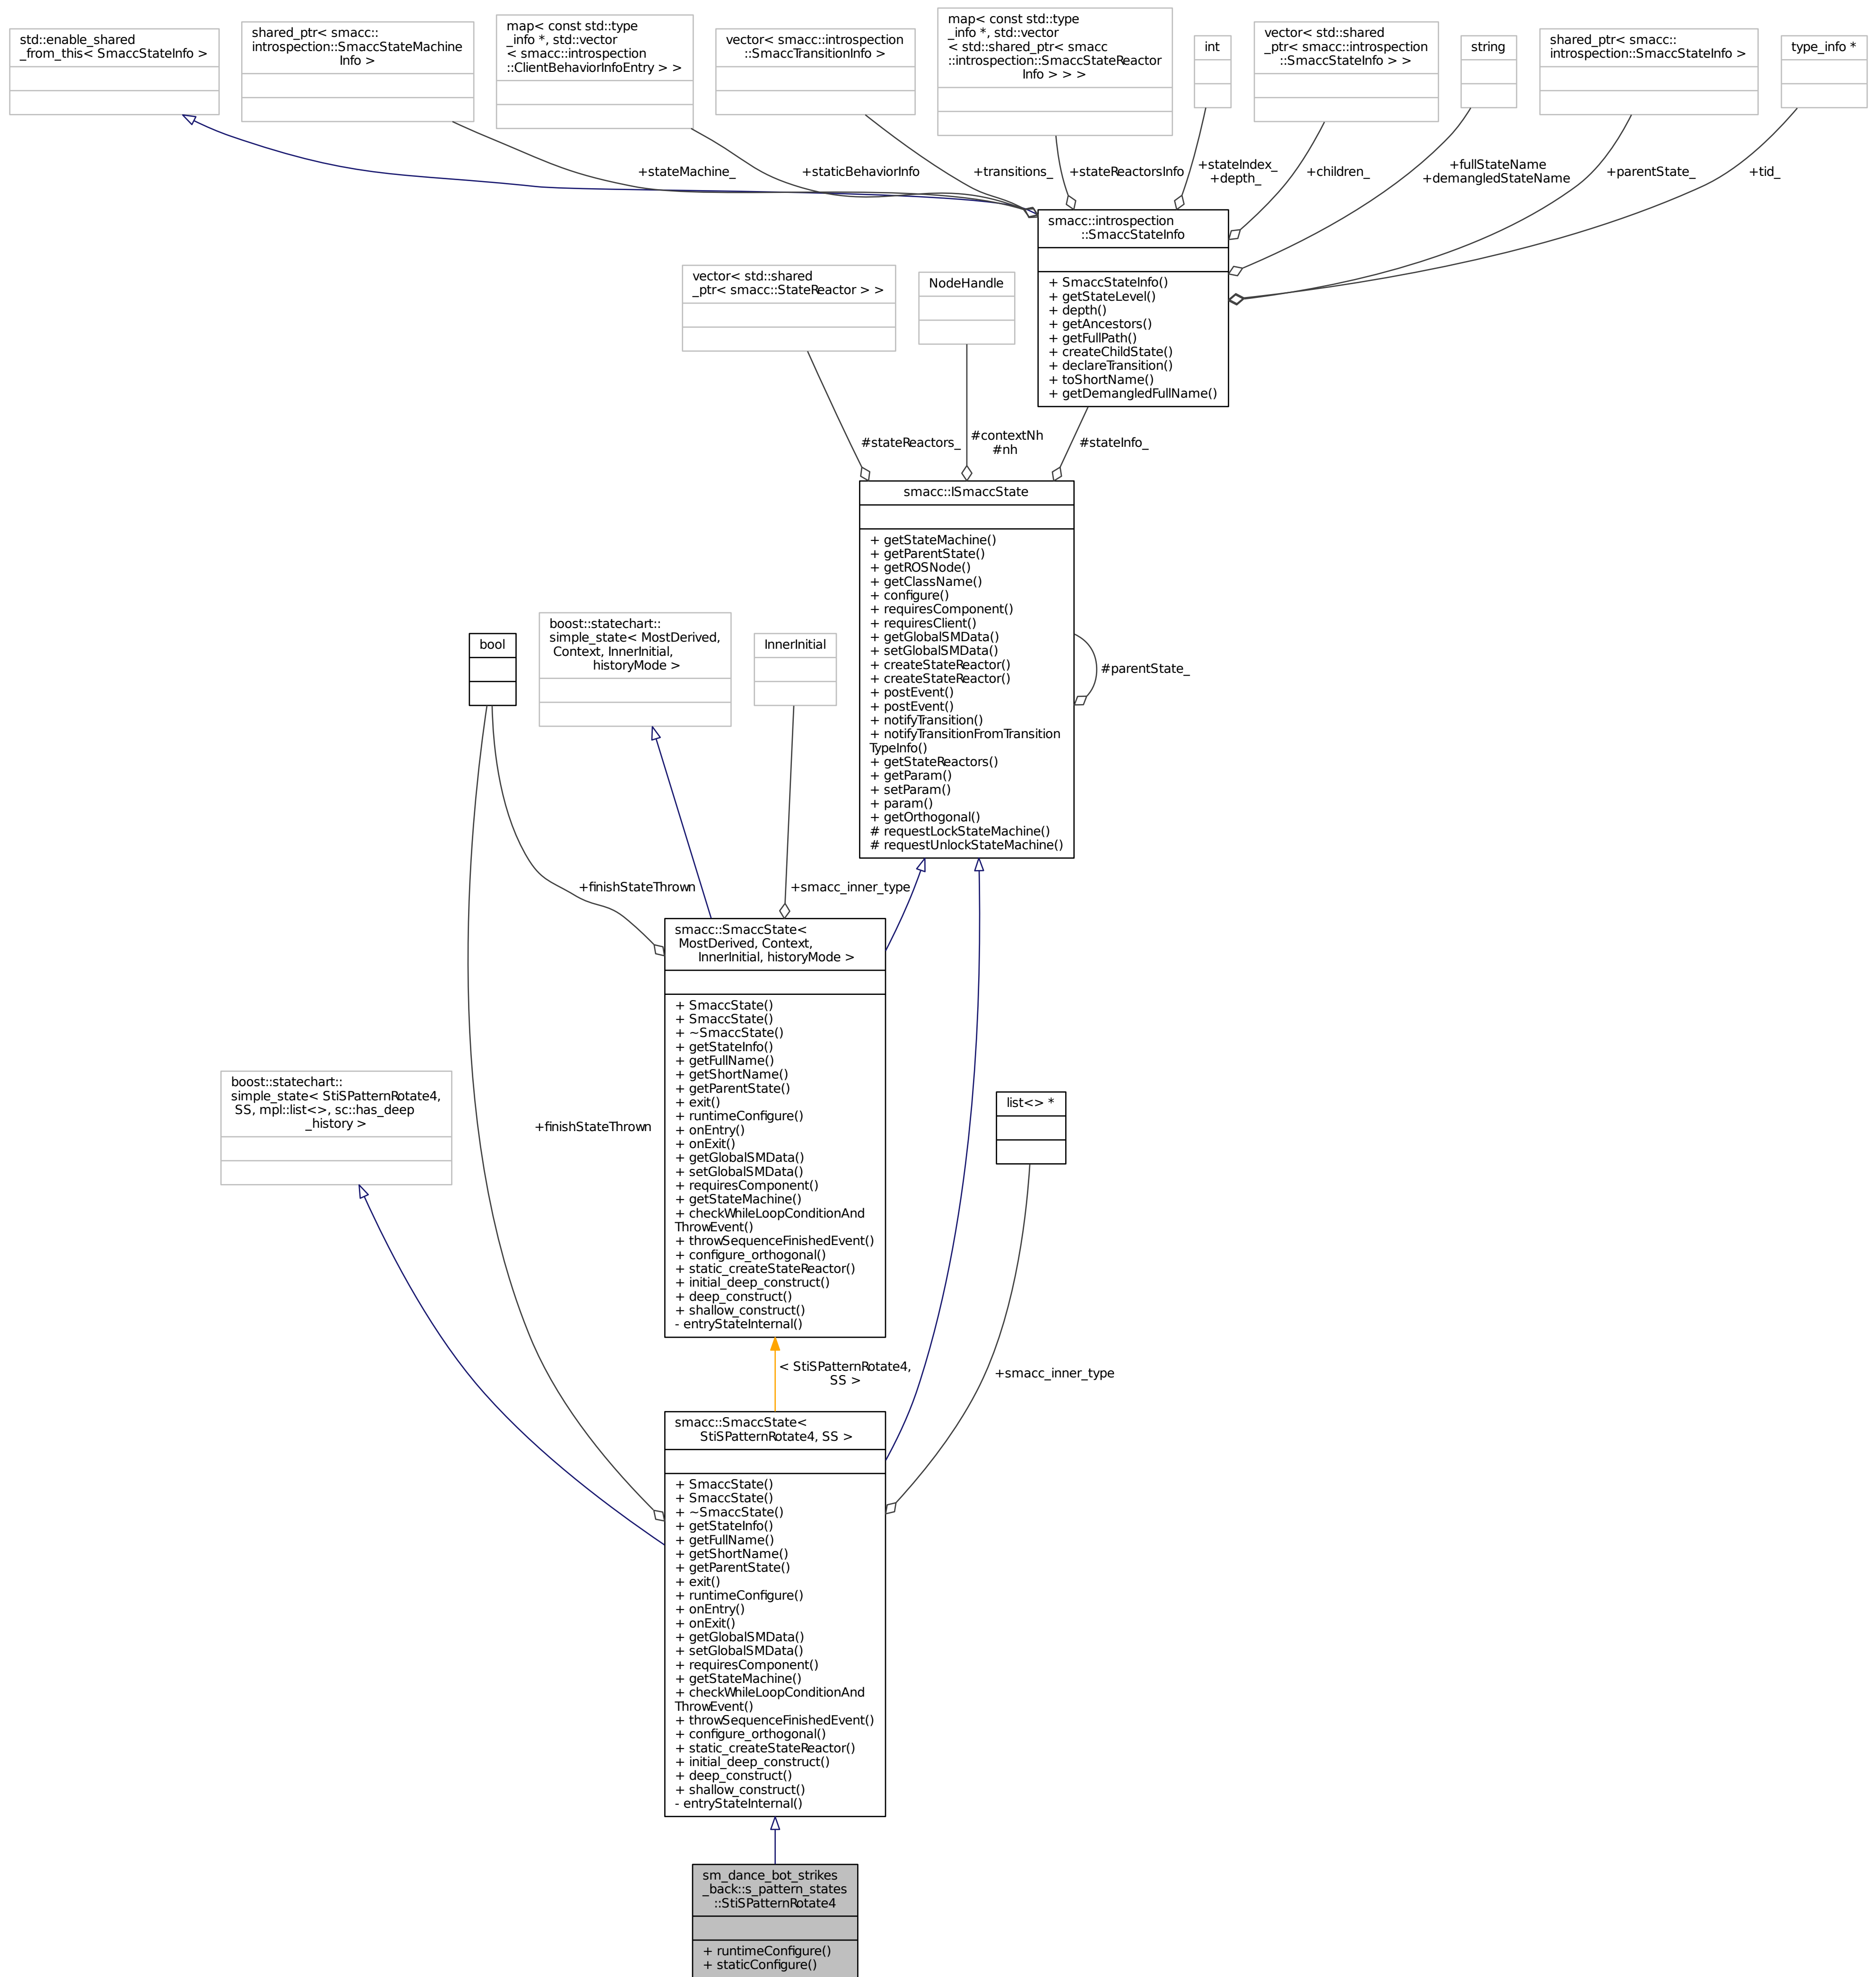 std::enable_shared
_from_this< SmaccStateInfo >
shared_ptr< smacc::
introspection::SmaccStateMachine
Info >
map< const std::type
_info *, std::vector
< smacc::introspection
::ClientBehaviorInfoEntry > >
vector< smacc::introspection
::SmaccTransitionInfo >
map< const std::type
_info *, std::vector
< std::shared_ptr< smacc
::introspection::SmaccStateReactor
Info > > >
int
vector< std::shared
_ptr< smacc::introspection
::SmaccStateInfo > >
string
shared_ptr< smacc::
introspection::SmaccStateInfo >
type_info *
+stateMachine_
+staticBehaviorInfo
+transitions_
+stateReactorsInfo
+stateIndex_
+depth_
+children_
+fullStateName
+demangledStateName
+parentState_
+tid_
smacc::introspection
::SmaccStateInfo
+ SmaccStateInfo()
+ getStateLevel()
+ depth()
+ getAncestors()
+ getFullPath()
+ createChildState()
+ declareTransition()
+ toShortName()
+ getDemangledFullName()
vector< std::shared
_ptr< smacc::StateReactor > >
NodeHandle
#stateReactors_
#contextNh
#nh
#stateInfo_
smacc::ISmaccState
+ getStateMachine()
+ getParentState()
+ getROSNode()
+ getClassName()
+ configure()
+ requiresComponent()
+ requiresClient()
+ getGlobalSMData()
+ setGlobalSMData()
+ createStateReactor()
+ createStateReactor()
+ postEvent()
+ postEvent()
+ notifyTransition()
+ notifyTransitionFromTransition
TypeInfo()
+ getStateReactors()
+ getParam()
+ setParam()
+ param()
+ getOrthogonal()
# requestLockStateMachine()
# requestUnlockStateMachine()
#parentState_
bool
boost::statechart::
simple_state< MostDerived,
Context, InnerInitial,
historyMode >
InnerInitial
+finishStateThrown
+smacc_inner_type
smacc::SmaccState<
MostDerived, Context,
InnerInitial, historyMode >
+ SmaccState()
+ SmaccState()
+ ~SmaccState()
+ getStateInfo()
+ getFullName()
+ getShortName()
+ getParentState()
+ exit()
+ runtimeConfigure()
+ onEntry()
+ onExit()
+ getGlobalSMData()
+ setGlobalSMData()
+ requiresComponent()
+ getStateMachine()
+ checkWhileLoopConditionAnd
ThrowEvent()
+ throwSequenceFinishedEvent()
+ configure_orthogonal()
+ static_createStateReactor()
+ initial_deep_construct()
+ deep_construct()
+ shallow_construct()
- entryStateInternal()
boost::statechart::
simple_state< StiSPatternRotate4,
SS, mpl::list<>, sc::has_deep
_history >
+finishStateThrown
list<> *
< StiSPatternRotate4,
SS >
+smacc_inner_type
smacc::SmaccState<
StiSPatternRotate4, SS >
+ SmaccState()
+ SmaccState()
+ ~SmaccState()
+ getStateInfo()
+ getFullName()
+ getShortName()
+ getParentState()
+ exit()
+ runtimeConfigure()
+ onEntry()
+ onExit()
+ getGlobalSMData()
+ setGlobalSMData()
+ requiresComponent()
+ getStateMachine()
+ checkWhileLoopConditionAnd
ThrowEvent()
+ throwSequenceFinishedEvent()
+ configure_orthogonal()
+ static_createStateReactor()
+ initial_deep_construct()
+ deep_construct()
+ shallow_construct()
- entryStateInternal()
sm_dance_bot_strikes
_back::s_pattern_states
::StiSPatternRotate4
+ runtimeConfigure()
+ staticConfigure()